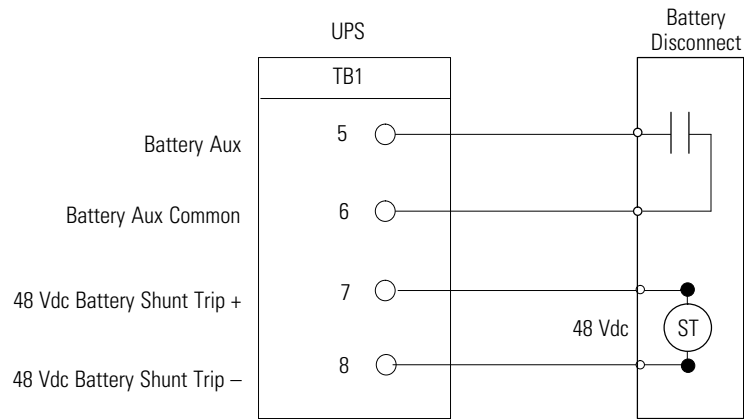 UPS
Battery
Disconnect
TB1
Battery Aux
5
Battery Aux Common
6
48 Vdc Battery Shunt Trip +
7
48 Vdc
ST
48 Vdc Battery Shunt Trip –
8